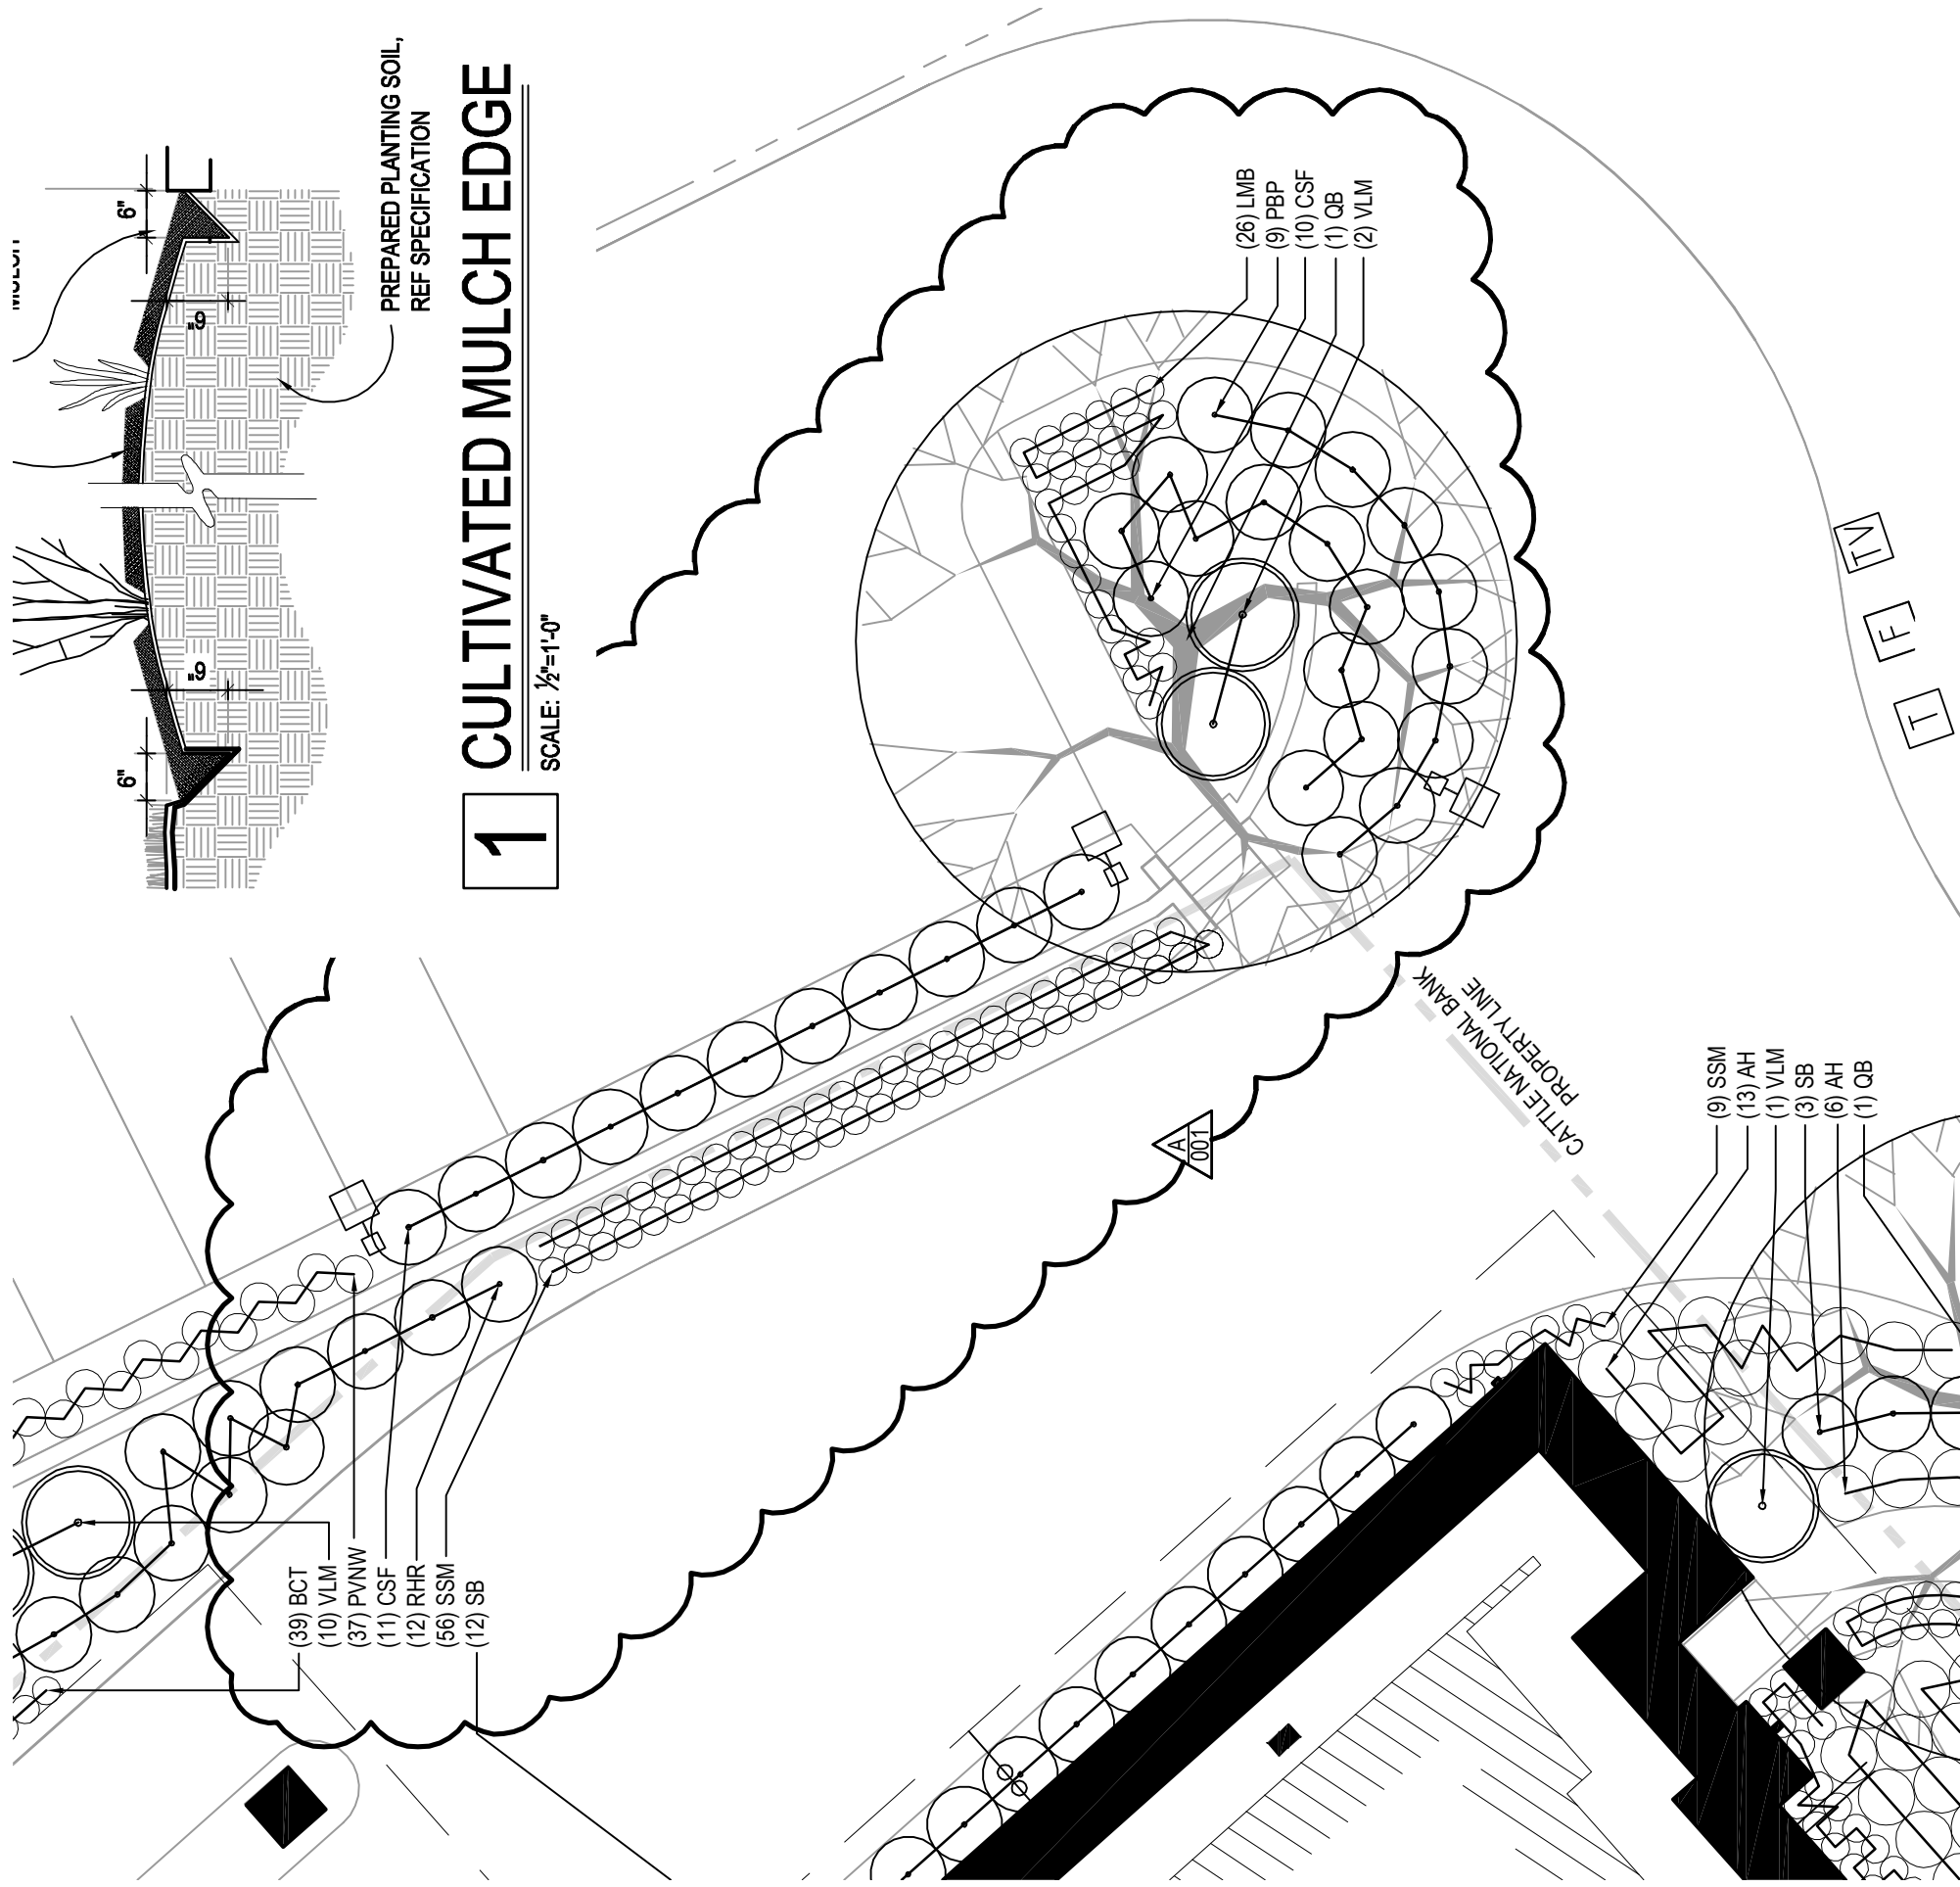 6"
6"
6"
6"
PREPARED PLANTING SOIL,
REF SPECIFICATION
1
CULTIVATED MULCH EDGE
SCALE: ½"=1'-0"
(26) LMB
(9) PBP
(10) CSF
(1) QB
(2) VLM
TV
F
T
CATTLE NATIONAL BANK
PROPERTY LINE
A
001
(9) SSM
(13) AH
(1) VLM
(3) SB
(6) AH
(1) QB
(39) BCT
(10) VLM
(37) PVNW
(11) CSF
(12) RHR
(56) SSM
(12) SB